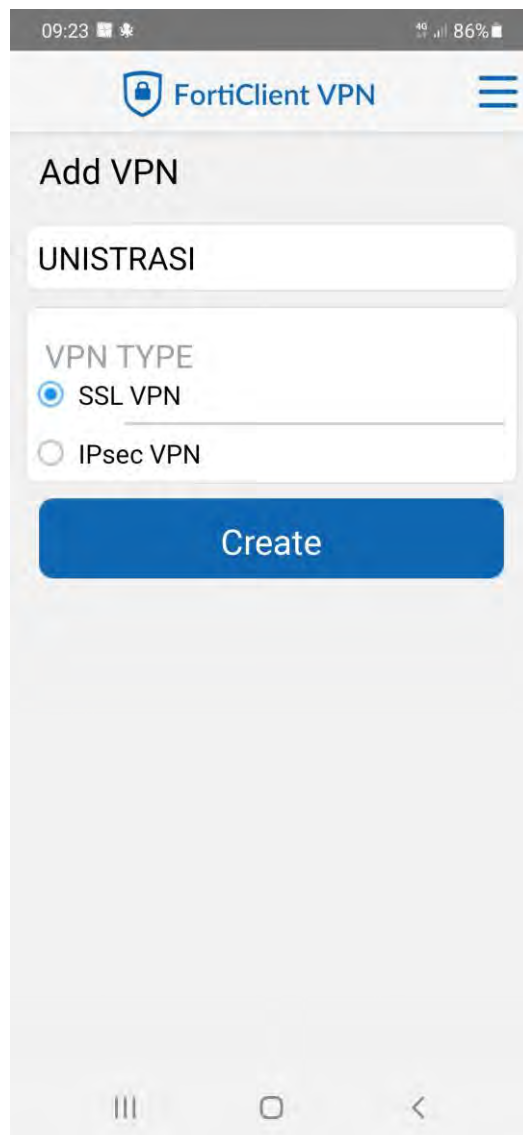 09:23 86%
FortiClient VPN
Add VPN
UNISTRASI
VPN TYPE
SSL VPN
IPsec VPN
Create